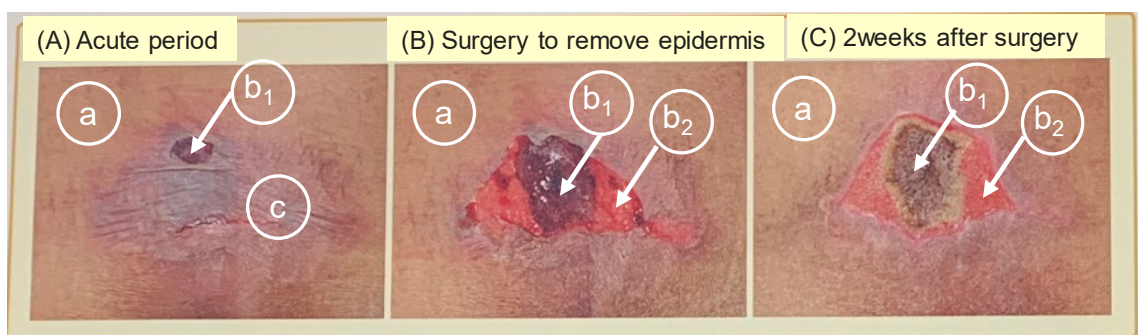 (A) Acute period
(B) Surgery to remove epidermis
(C) 2weeks after surgery
a
b₁
c
a
b₁
b₂
a
b₁
b₂